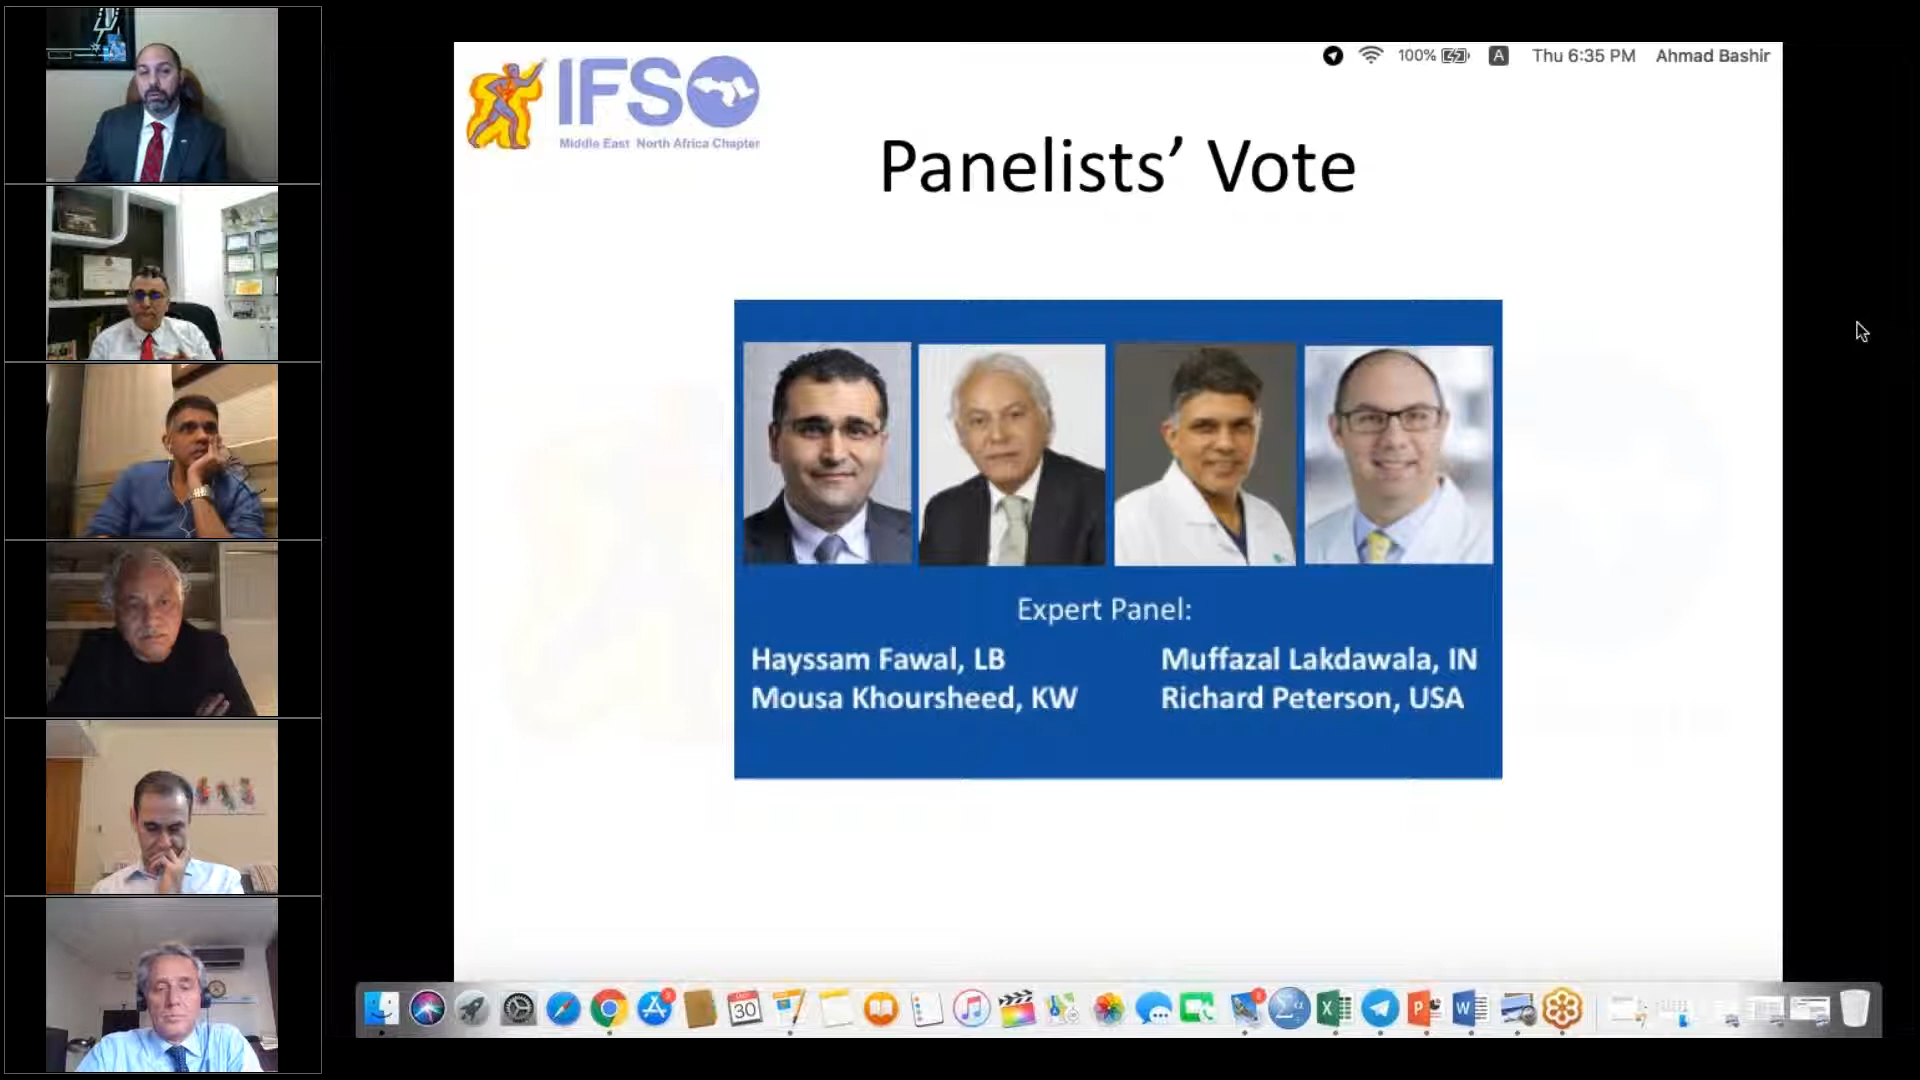 100% A Thu 6:35 PM Ahmad Bashir
IFSO
Middle East North Africa Chapter
Panelists’ Vote
Expert Panel:
Hayssam Fawal, LB
Muffazal Lakdawala, IN
Mousa Khoursheed, KW
Richard Peterson, USA
30